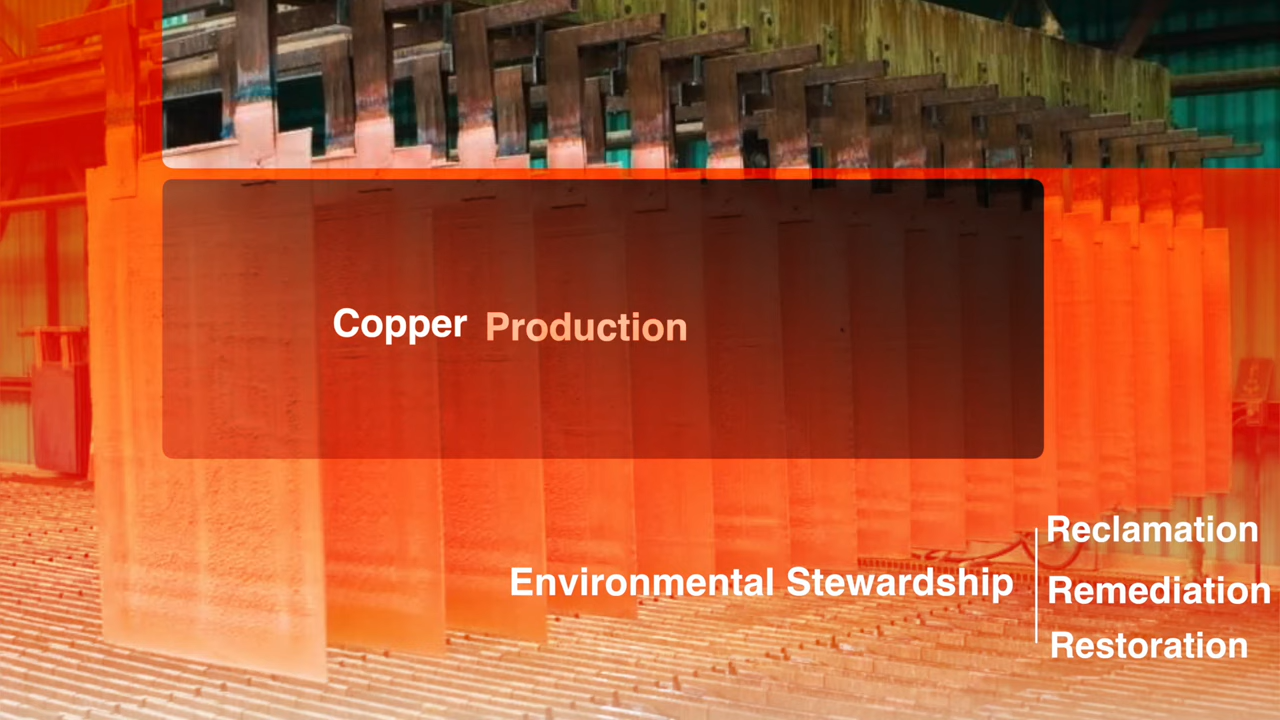 Copper Production
Environmental Stewardship
Reclamation
Remediation
Restoration